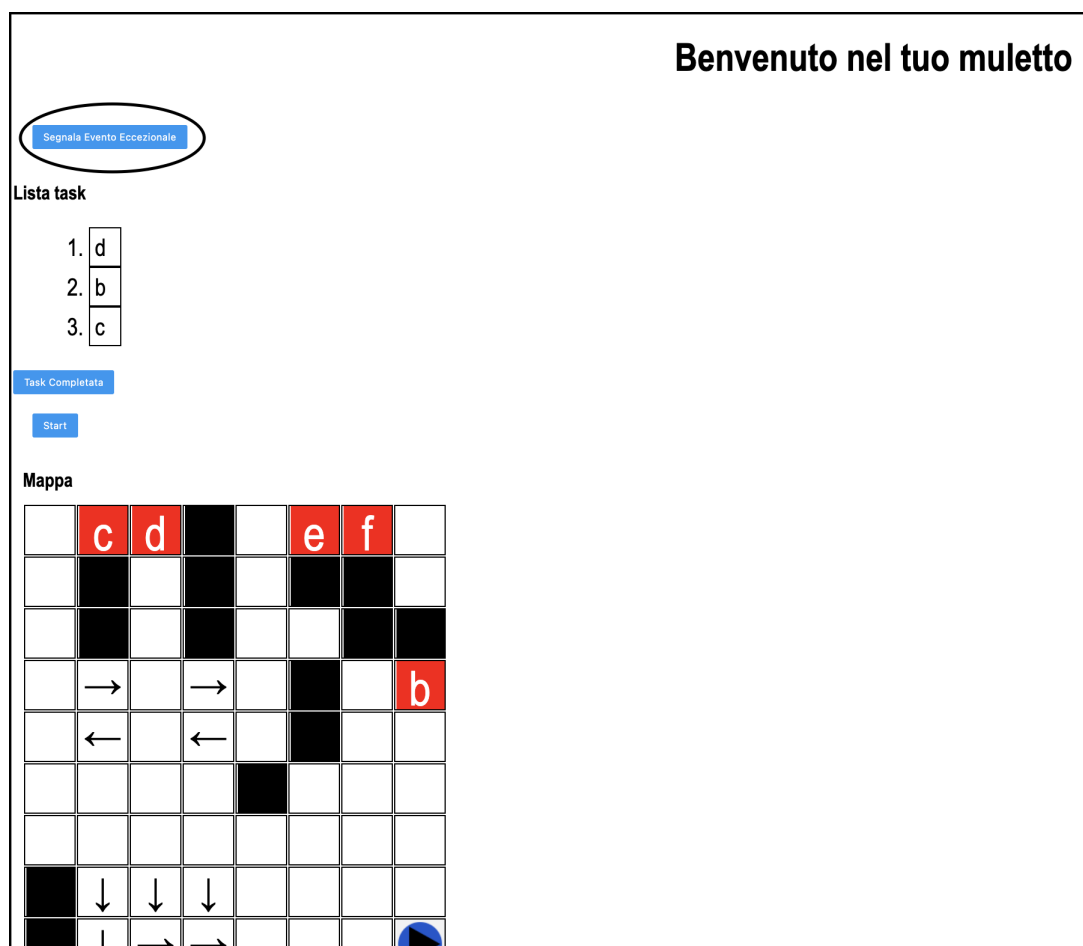 Benvenuto nel tuo muletto
Segnala Evento Eccezionale
Lista task
1. d
2. b
3. c
Task Completata
Start
Mappa
c d e f
→ → b
← ←
↓ ↓ ↓
↓ → →